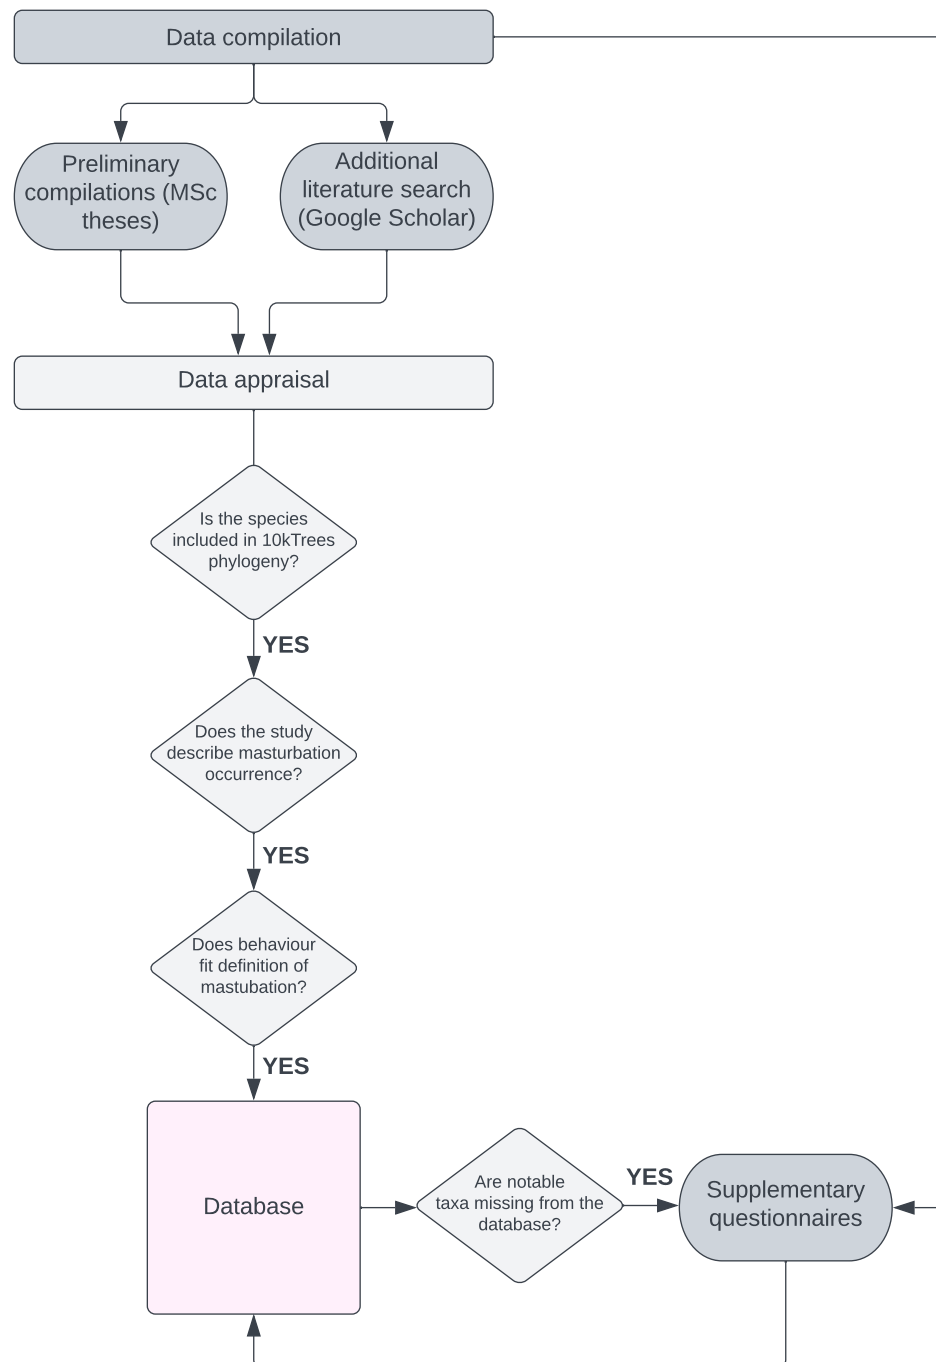 Data compilation
Preliminary
compilations (MSc
theses)
Additional
literature search
(Google Scholar)
Data appraisal
Is the species
included in 10kTrees
phylogeny?
YES
Does the study
describe masturbation
occurrence?
YES
Does behaviour
fit definition of
mastubation?
YES
Database
Are notable
taxa missing from the
database?
YES
Supplementary
questionnaires